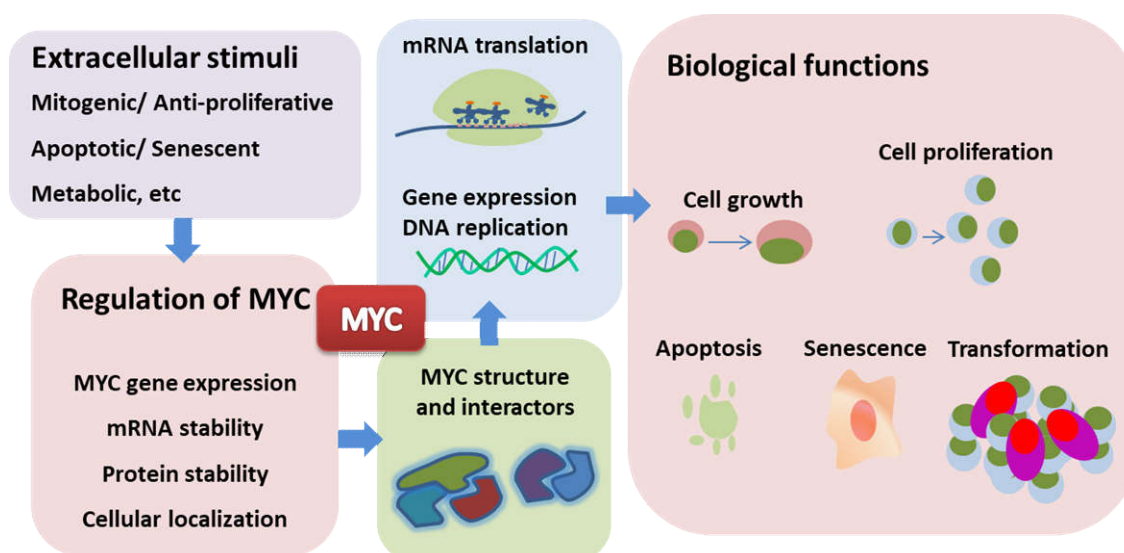 Extracellular stimuli
Mitogenic/ Anti-proliferative
Apoptotic/ Senescent
Metabolic, etc
Regulation of MYC
MYC gene expression
mRNA stability
Protein stability
Cellular localization
MYC
MYC structure
and interactors
mRNA translation
Gene expression
DNA replication
Biological functions
Cell growth
Cell proliferation
Apoptosis
Senescence
Transformation